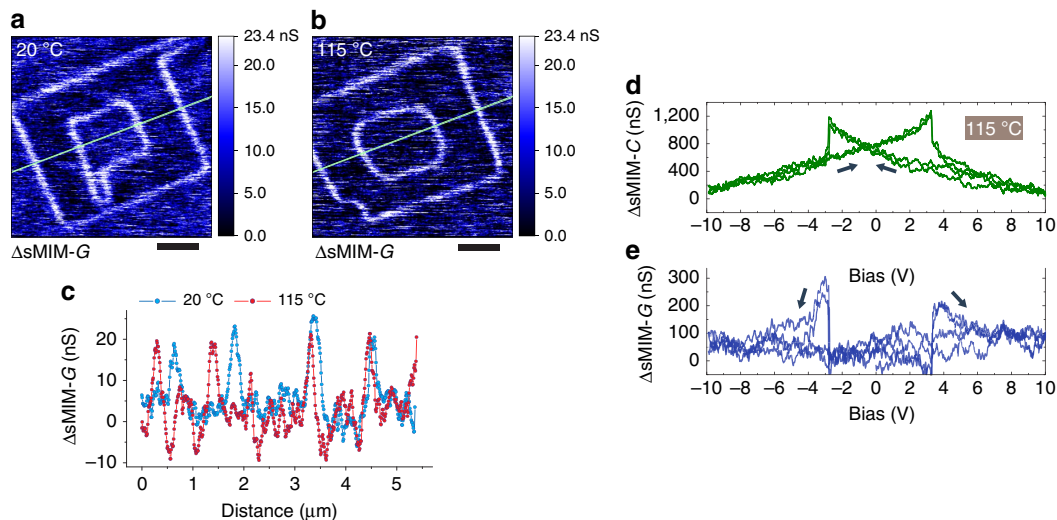 a
20 °C
23.4 nS
20.0
15.0
10.0
5.0
0.0
ΔsMIM-G
b
115 °C
23.4 nS
20.0
15.0
10.0
5.0
0.0
ΔsMIM-G
c
20 °C
115 °C
ΔsMIM-G (nS)
20
10
0
−10
0 1 2 3 4 5
Distance (μm)
d
ΔsMIM-C (nS)
1,200
800
400
0
115 °C
−10 −8 −6 −4 −2 0 2 4 6 8 10
Bias (V)
e
ΔsMIM-G (nS)
300
200
100
0
−10 −8 −6 −4 −2 0 2 4 6 8 10
Bias (V)